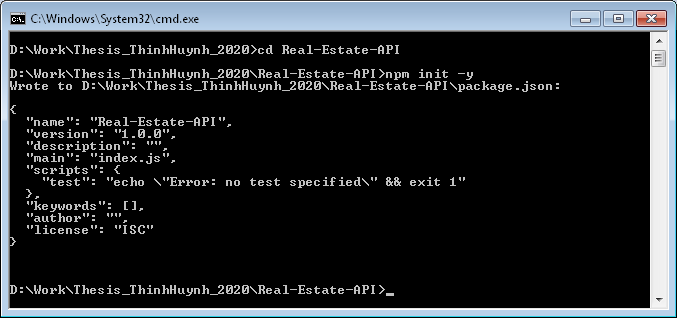 C:\Windows\System32\cmd.exe
D:\Work\Thesis_ThinhHuynh_2020>cd Real-Estate-API
D:\Work\Thesis_ThinhHuynh_2020\Real-Estate-API>npm init -y
Wrote to D:\Work\Thesis_ThinhHuynh_2020\Real-Estate-API\package.json:
{
  "name": "Real-Estate-API",
  "version": "1.0.0",
  "description": "",
  "main": "index.js",
  "scripts": {
    "test": "echo \"Error: no test specified\" && exit 1"
  },
  "keywords": [],
  "author": "",
  "license": "ISC"
}
D:\Work\Thesis_ThinhHuynh_2020\Real-Estate-API>_